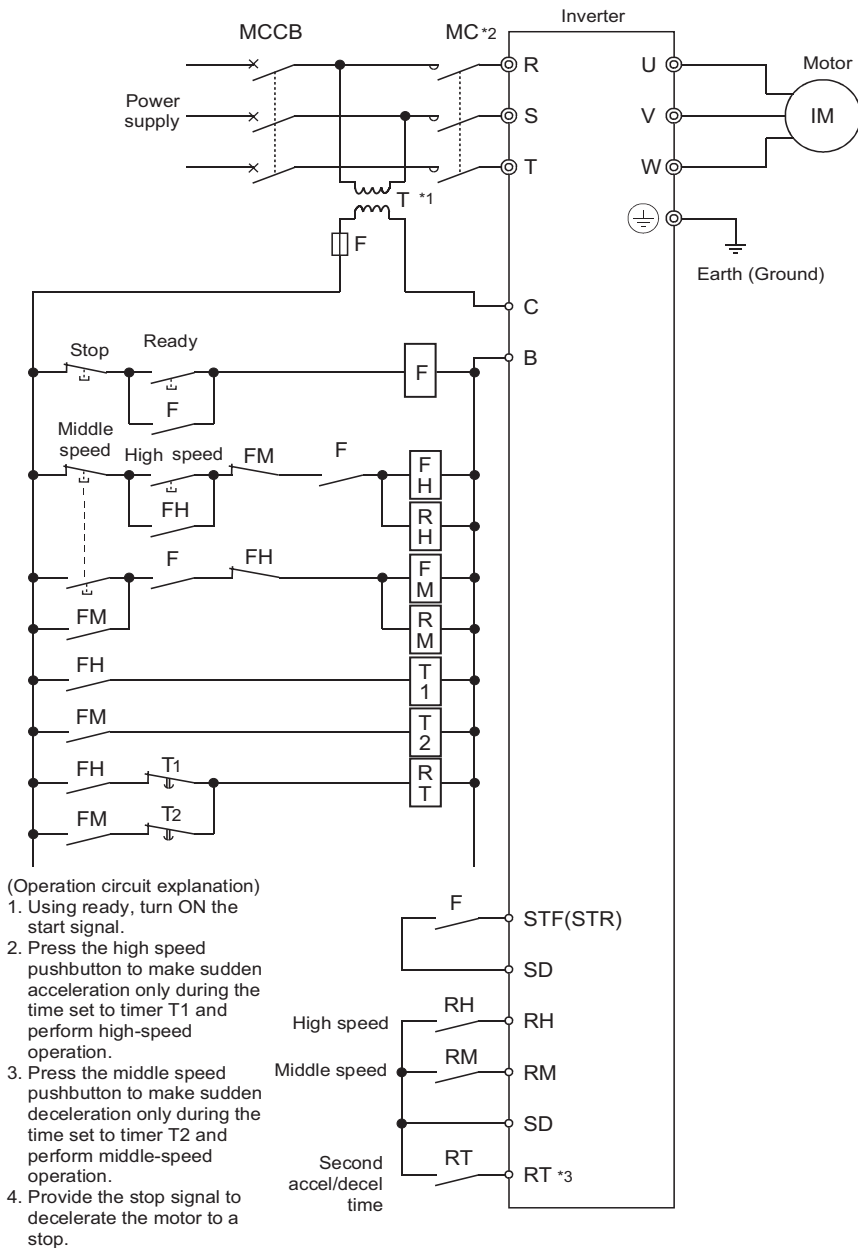 Inverter
MCCB
MC *2
R
U
Motor
Power
supply
S
V
IM
T
W
T *1
F
Earth (Ground)
C
Stop
Ready
B
F
F
Middle
speed
High speed
FM
F
F
H
FH
R
H
F
FH
F
M
FM
R
M
FH
T
1
FM
T
2
FH
T1
R
T
FM
T2
(Operation circuit explanation)
1. Using ready, turn ON the
start signal.
2. Press the high speed
pushbutton to make sudden
acceleration only during the
time set to timer T1 and
perform high-speed
operation.
3. Press the middle speed
pushbutton to make sudden
deceleration only during the
time set to timer T2 and
perform middle-speed
operation.
4. Provide the stop signal to
decelerate the motor to a
stop.
F
STF(STR)
SD
High speed
RH
RH
Middle speed
RM
RM
SD
Second
accel/decel
time
RT
RT *3